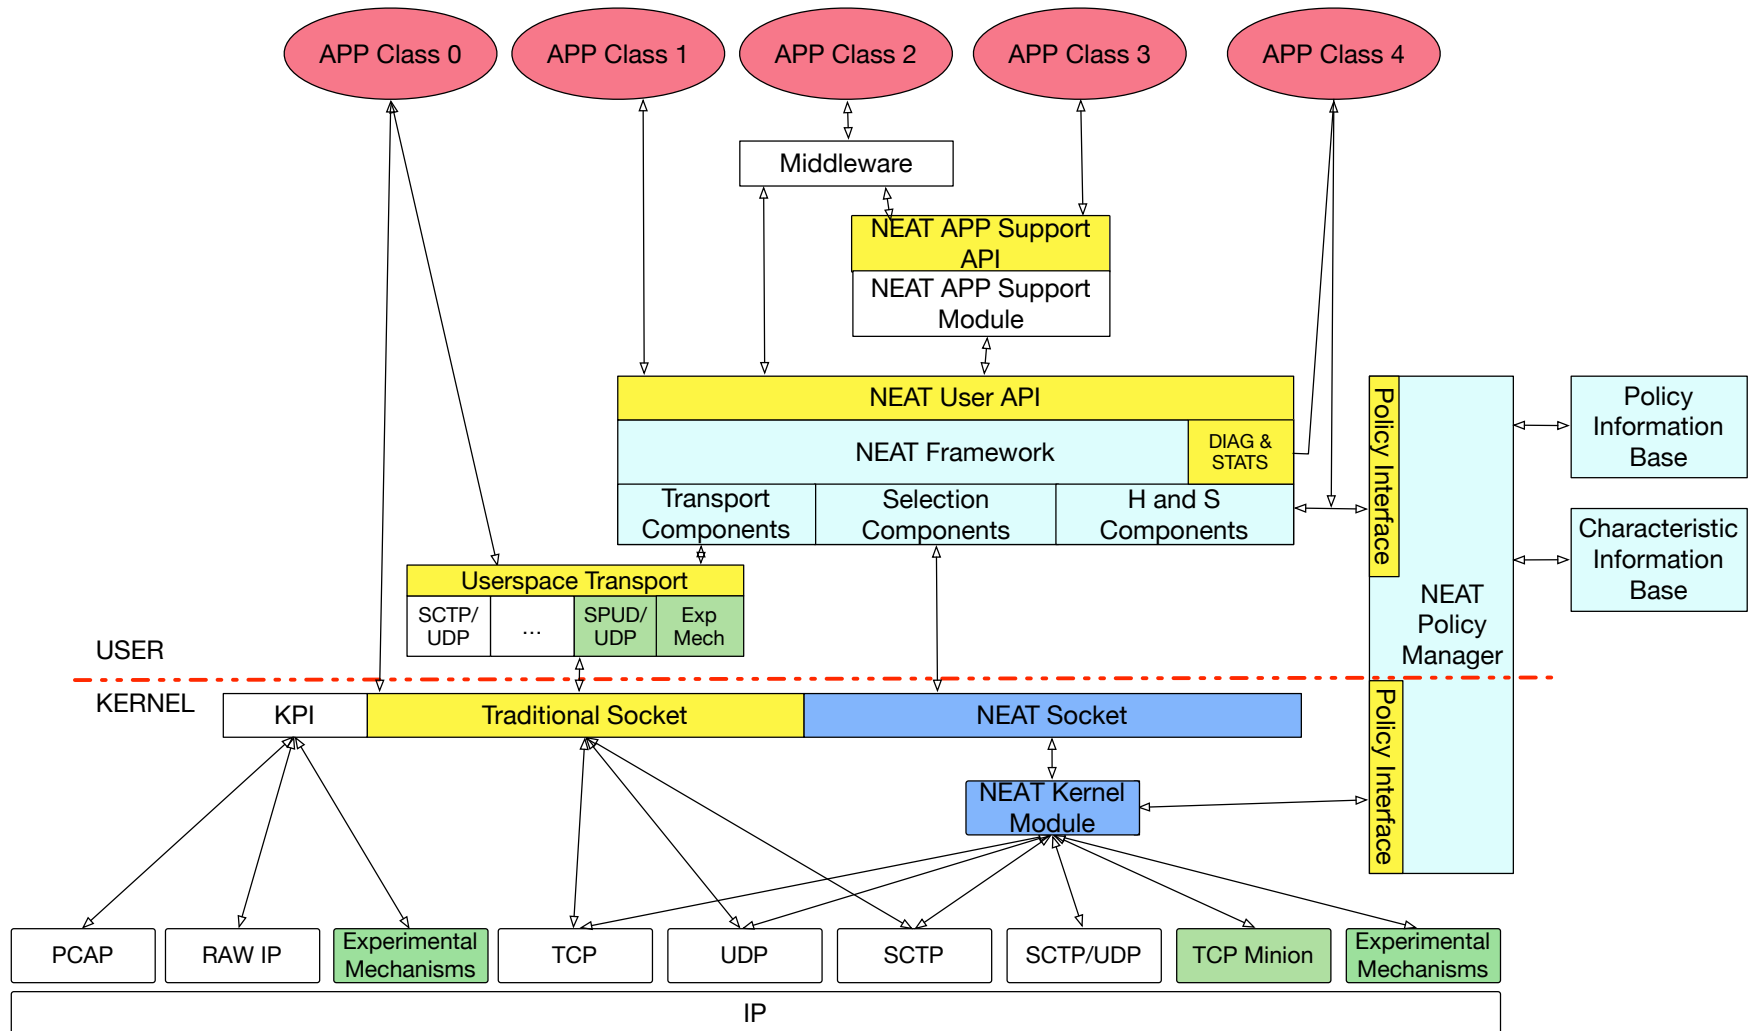 APP Class 0
APP Class 1
APP Class 2
APP Class 3
APP Class 4
Middleware
NEAT APP Support
API
NEAT APP Support
Module
NEAT User API
NEAT Framework
DIAG &
STATS
Transport
Components
Selection
Components
H and S
Components
Policy Interface
NEAT
Policy
Manager
Policy
Information
Base
Characteristic
Information
Base
Userspace Transport
SCTP/
UDP
...
SPUD/
UDP
Exp
Mech
USER
KERNEL
KPI
Traditional Socket
NEAT Socket
Policy Interface
NEAT Kernel
Module
PCAP
RAW IP
Experimental
Mechanisms
TCP
UDP
SCTP
SCTP/UDP
TCP Minion
Experimental
Mechanisms
IP